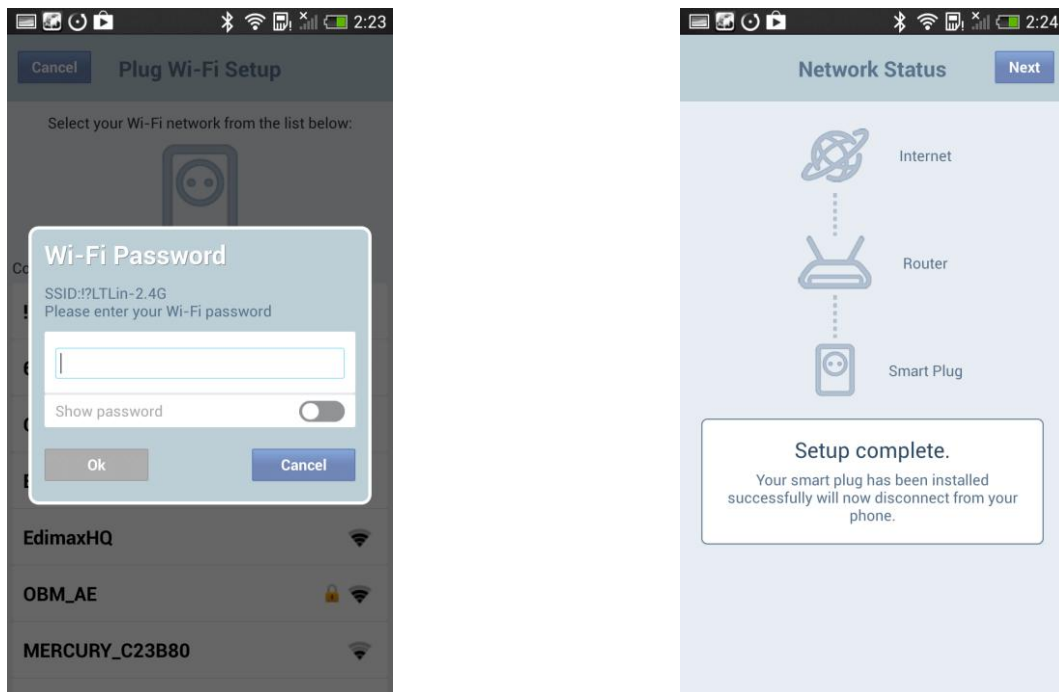 2:23
Cancel
Plug Wi-Fi Setup
Select your Wi-Fi network from the list below:
Co
Wi-Fi Password
SSID:!?LTLin-2.4G
Please enter your Wi-Fi password
!
6
Show password
Ok
Cancel
E
EdimaxHQ
OBM_AE
MERCURY_C23B80
2:24
Network Status
Next
Internet
Router
Smart Plug
Setup complete.
Your smart plug has been installed
successfully will now disconnect from your
phone.